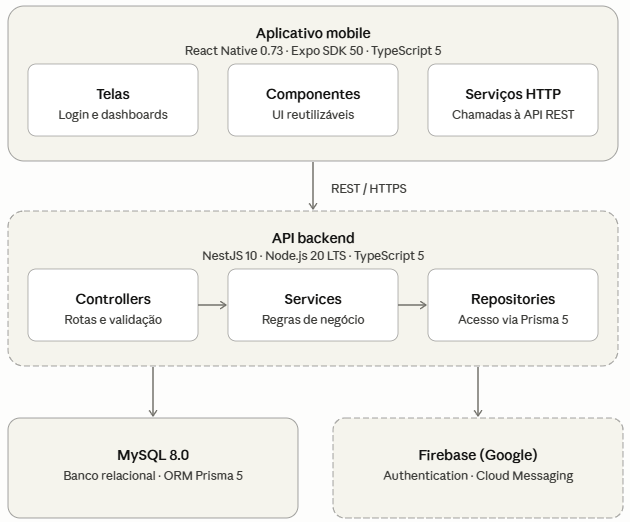 Aplicativo mobile
React Native 0.73 · Expo SDK 50 · TypeScript 5
Telas
Login e dashboards
Componentes
UI reutilizáveis
Serviços HTTP
Chamadas à API REST
REST / HTTPS
API backend
NestJS 10 · Node.js 20 LTS · TypeScript 5
Controllers
Rotas e validação
Services
Regras de negócio
Repositories
Acesso via Prisma 5
MySQL 8.0
Banco relacional · ORM Prisma 5
Firebase (Google)
Authentication · Cloud Messaging